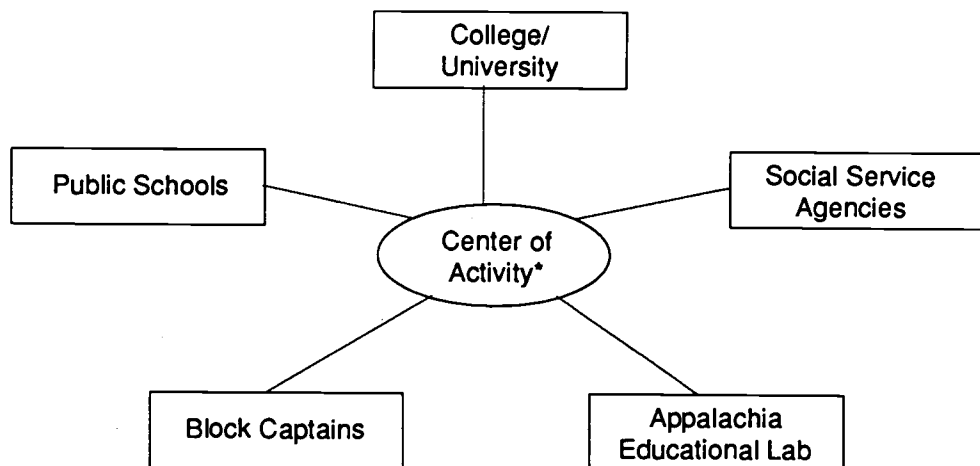 College/
University
Public Schools
Social Service
Agencies
Center of
Activity*
Block Captains
Appalachia
Educational Lab